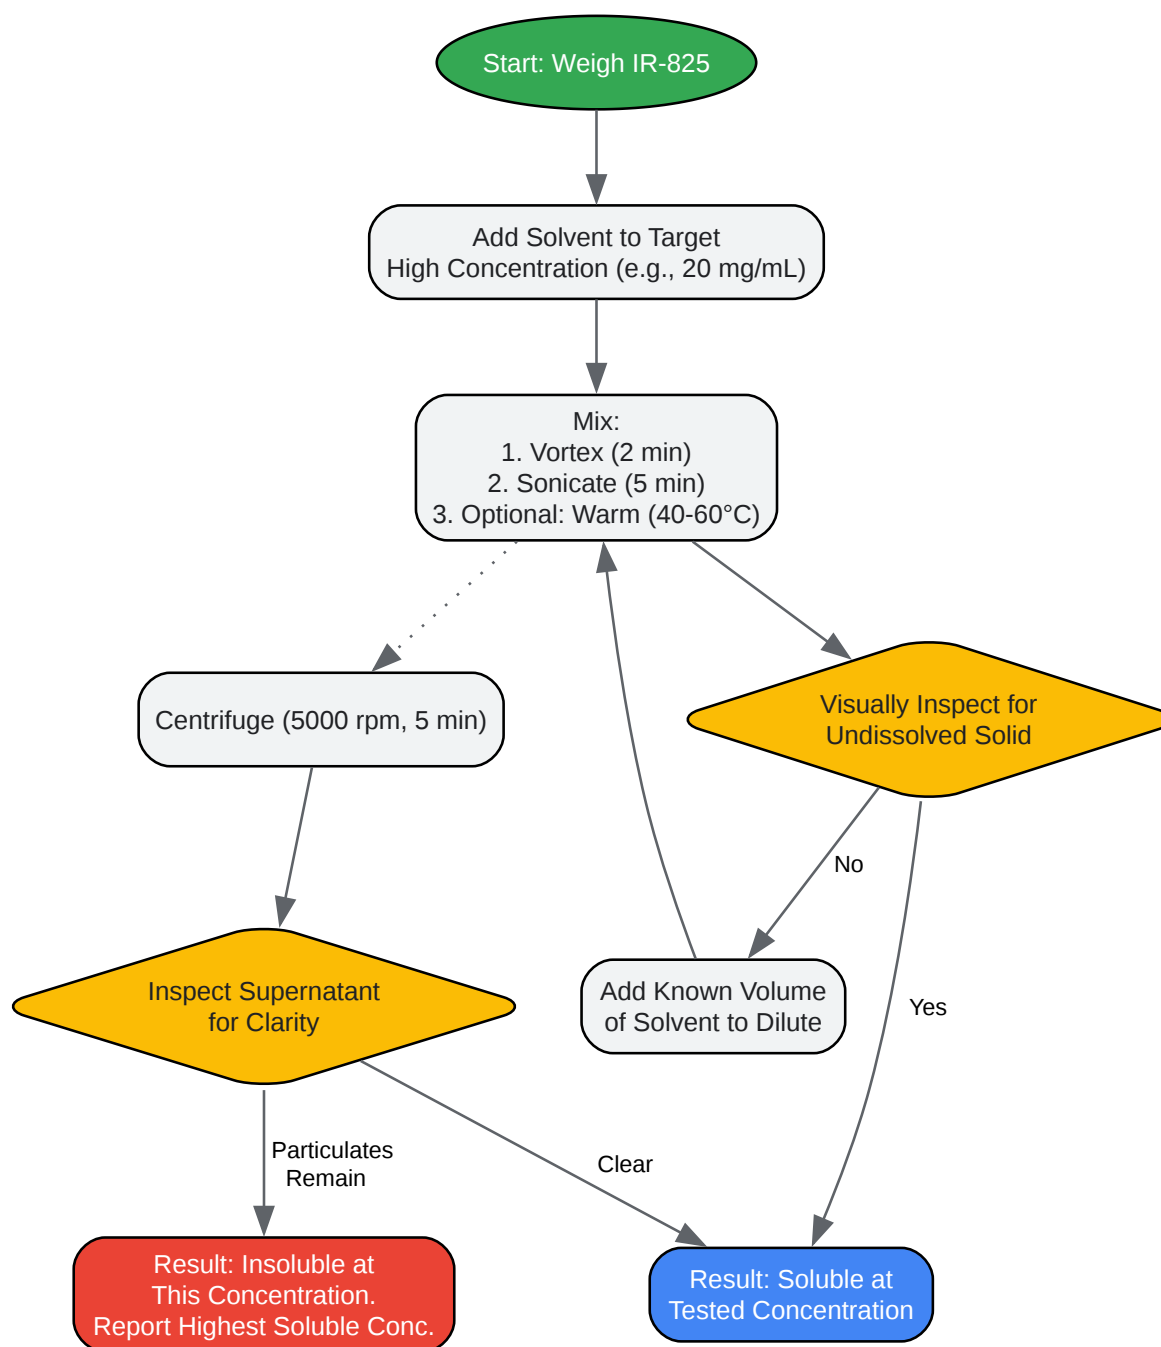 Start: Weigh IR-825
Add Solvent to Target
High Concentration (e.g., 20 mg/mL)
Mix:
1. Vortex (2 min)
2. Sonicate (5 min)
3. Optional: Warm (40-60°C)
Centrifuge (5000 rpm, 5 min)
Visually Inspect for
Undissolved Solid
No
Inspect Supernatant
for Clarity
Add Known Volume
of Solvent to Dilute
Yes
Particulates
Remain
Clear
Result: Insoluble at
This Concentration.
Report Highest Soluble Conc.
Result: Soluble at
Tested Concentration